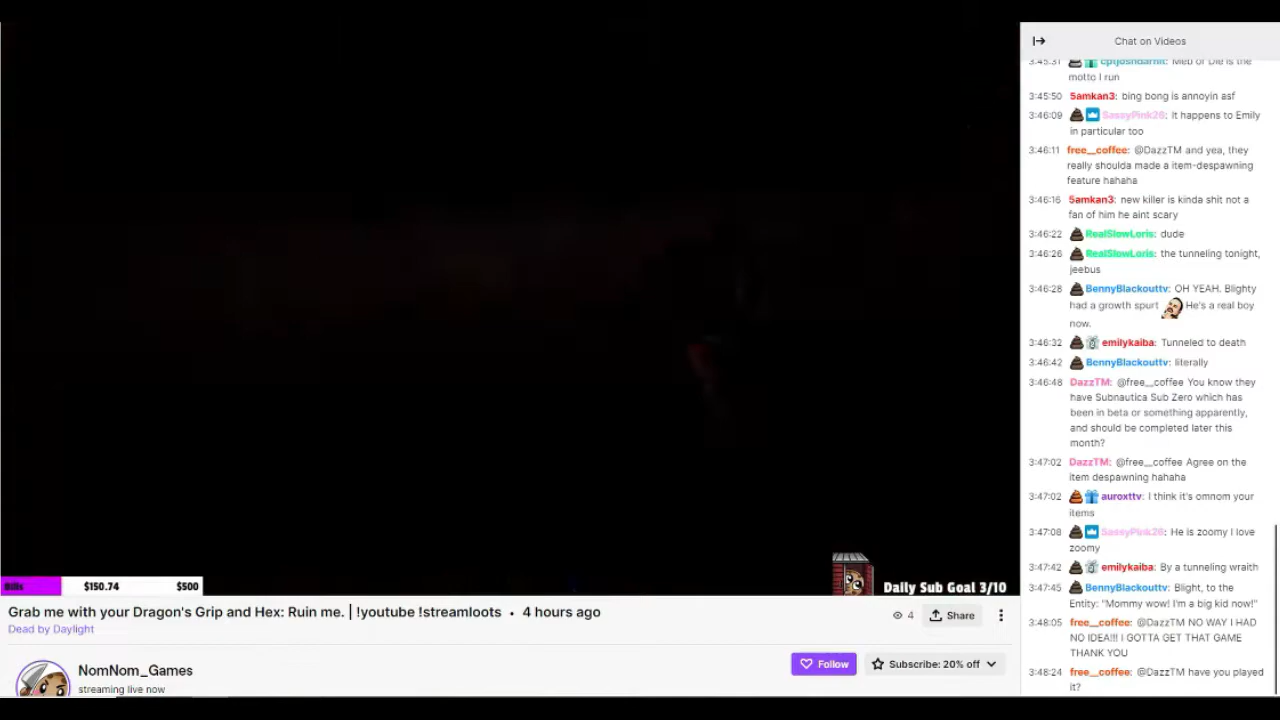 Chat on Videos
3:45:31 cptjoshdarnit: Meb or Die is the
motto I run
3:45:50 5amkan3: bing bong is annoyin asf
3:46:09 SassyPink26: It happens to Emily
in particular too
3:46:11 free__coffee: @DazzTM and yea, they
really shoulda made a item-despawning
feature hahaha
3:46:16 5amkan3: new killer is kinda shit not a
fan of him he aint scary
3:46:22 RealSlowLoris: dude
3:46:26 RealSlowLoris: the tunneling tonight,
jeebus
3:46:28 BennyBlackouttv: OH YEAH. Blighty
had a growth spurt He's a real boy
now.
3:46:32 emilykaiba: Tunneled to death
3:46:42 BennyBlackouttv: literally
3:46:48 DazzTM: @free__coffee You know they
have Subnautica Sub Zero which has
been in beta or something apparently,
and should be completed later this
month?
3:47:02 DazzTM: @free__coffee Agree on the
item despawning hahaha
3:47:02 auroxttv: I think it's omnom your
items
3:47:08 SassyPink26: He is zoomy I love
zoomy
3:47:42 emilykaiba: By a tunneling wraith
3:47:45 BennyBlackouttv: Blight, to the
Entity: "Mommy wow! I'm a big kid now!"
3:48:05 free__coffee: @DazzTM NO WAY I HAD
NO IDEA!!! I GOTTA GET THAT GAME
THANK YOU
3:48:24 free__coffee: @DazzTM have you played
it?
Bills $150.74 $500
Daily Sub Goal 3/10
Grab me with your Dragon's Grip and Hex: Ruin me. | !youtube !streamloots • 4 hours ago
4 Share
Dead by Daylight
NomNom_Games
streaming live now
Follow
Subscribe: 20% off